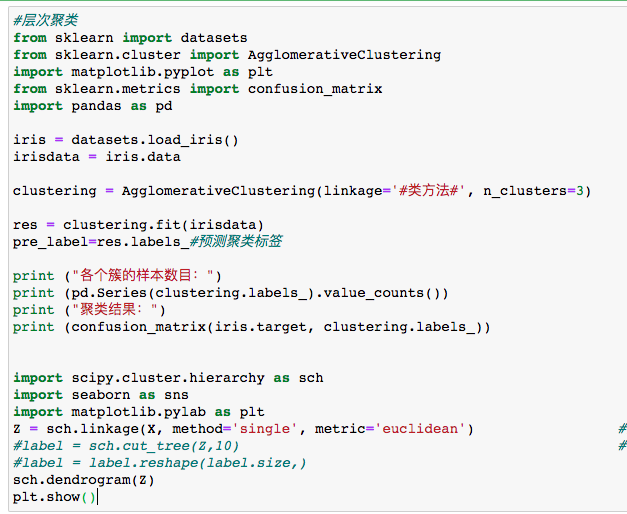 #层次聚类
from sklearn import datasets
from sklearn.cluster import AgglomerativeClustering
import matplotlib.pyplot as plt
from sklearn.metrics import confusion_matrix
import pandas as pd
iris = datasets.load_iris()
irisdata = iris.data
clustering = AgglomerativeClustering(linkage='#类方法#', n_clusters=3)
res = clustering.fit(irisdata)
pre_label=res.labels_#预测聚类标签
print ("各个簇的样本数目：")
print (pd.Series(clustering.labels_).value_counts())
print ("聚类结果：")
print (confusion_matrix(iris.target, clustering.labels_))
import scipy.cluster.hierarchy as sch
import seaborn as sns
import matplotlib.pylab as plt
Z = sch.linkage(X, method='single', metric='euclidean') #
#label = sch.cut_tree(Z,10) #
#label = label.reshape(label.size,)
sch.dendrogram(Z)
plt.show()